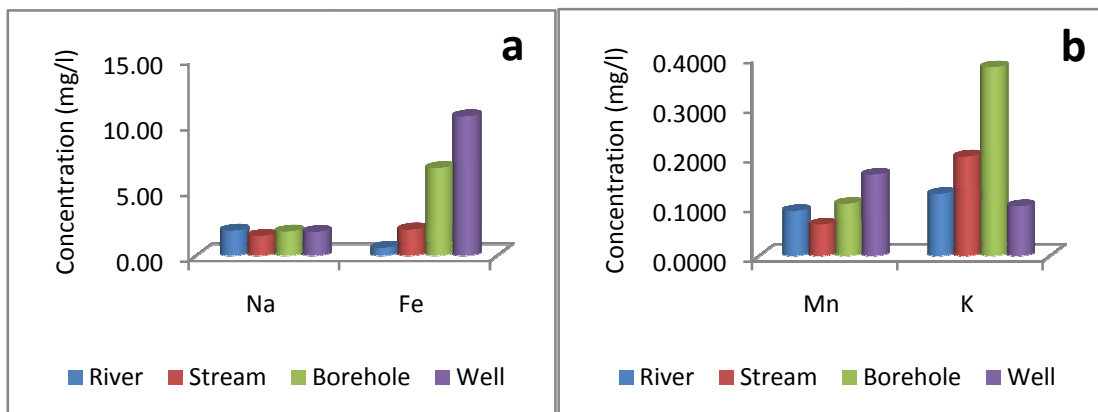 a
15.00
10.00
5.00
0.00
Concentration (mg/l)
Na Fe
River Stream Borehole Well
b
0.4000
0.3000
0.2000
0.1000
0.0000
Concentration (mg/l)
Mn K
River Stream Borehole Well